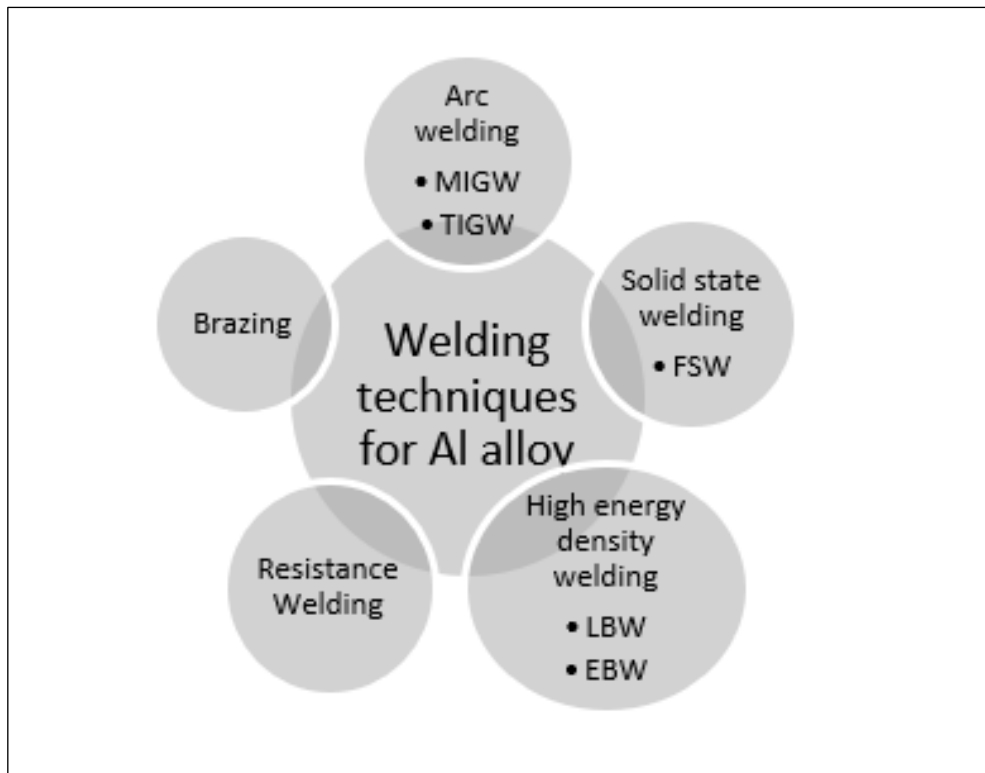 Arc
welding
• MIGW
• TIGW
Solid state
welding
• FSW
Brazing
Welding
techniques
for Al alloy
High energy
density
welding
• LBW
• EBW
Resistance
Welding